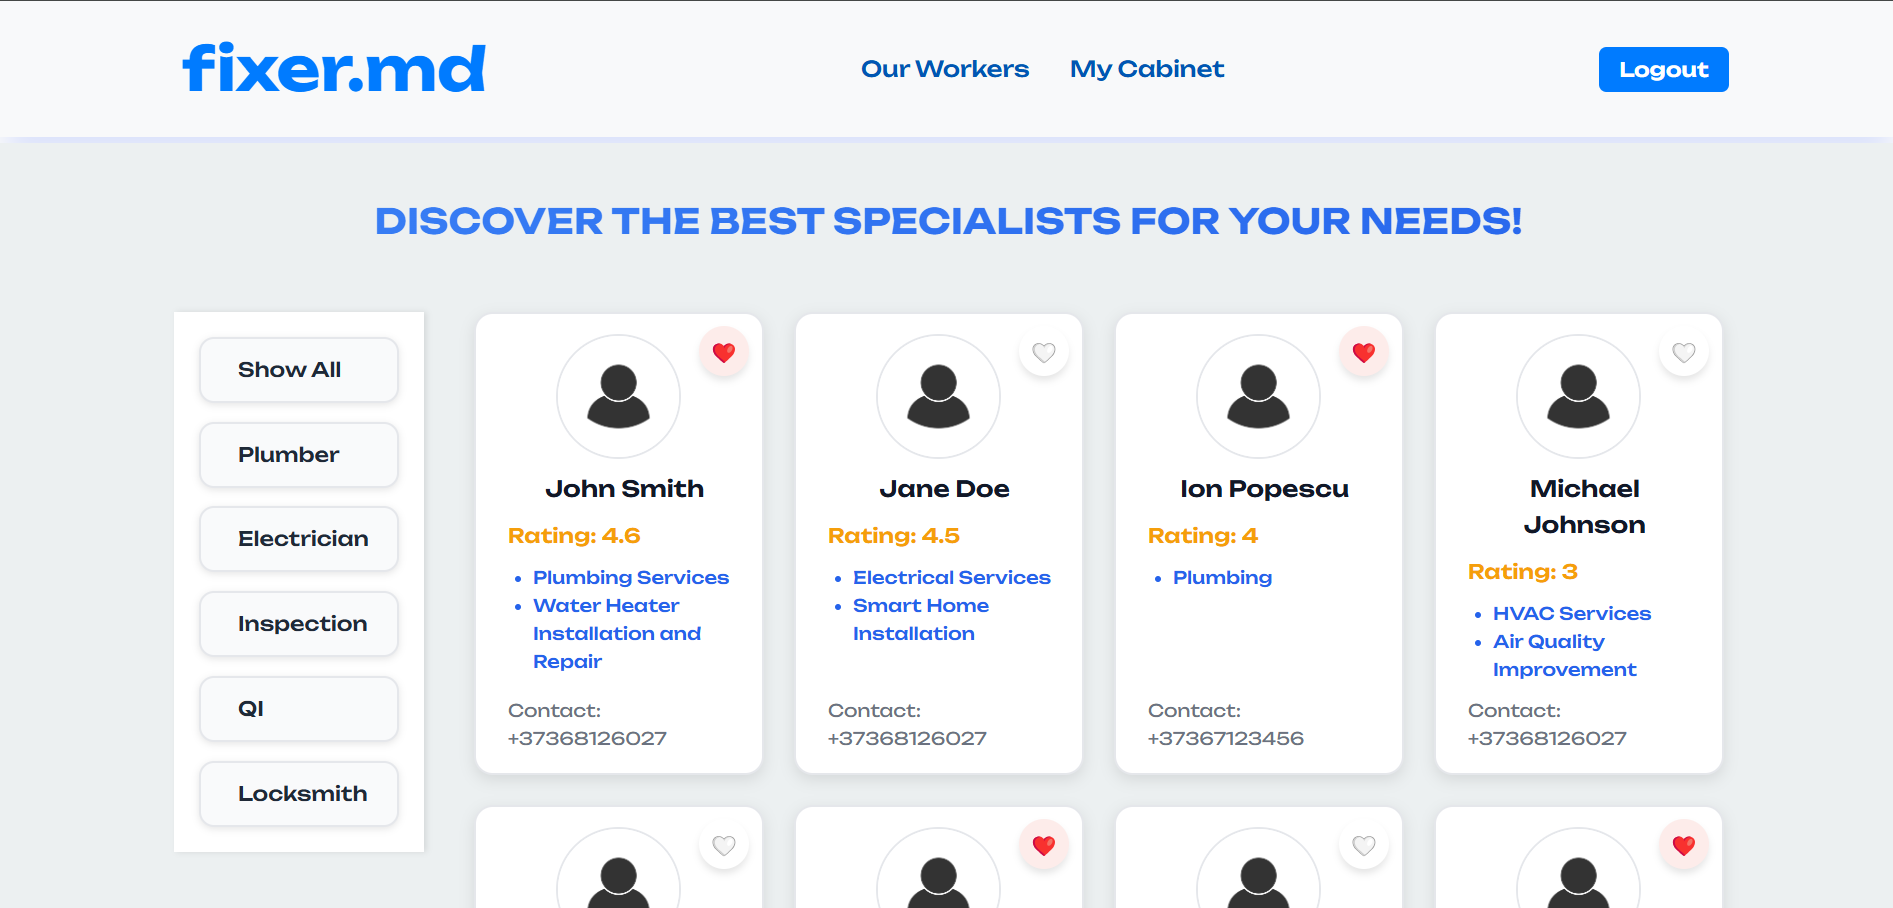 fixer.md
Our Workers
My Cabinet
Logout
DISCOVER THE BEST SPECIALISTS FOR YOUR NEEDS!
Show All
Plumber
Electrician
Inspection
QI
Locksmith
John Smith
Rating: 4.6
Plumbing Services
Water Heater
Installation and
Repair
Contact:
+37368126027
Jane Doe
Rating: 4.5
Electrical Services
Smart Home
Installation
Contact:
+37368126027
Ion Popescu
Rating: 4
Plumbing
Contact:
+37367123456
Michael
Johnson
Rating: 3
HVAC Services
Air Quality
Improvement
Contact:
+37368126027